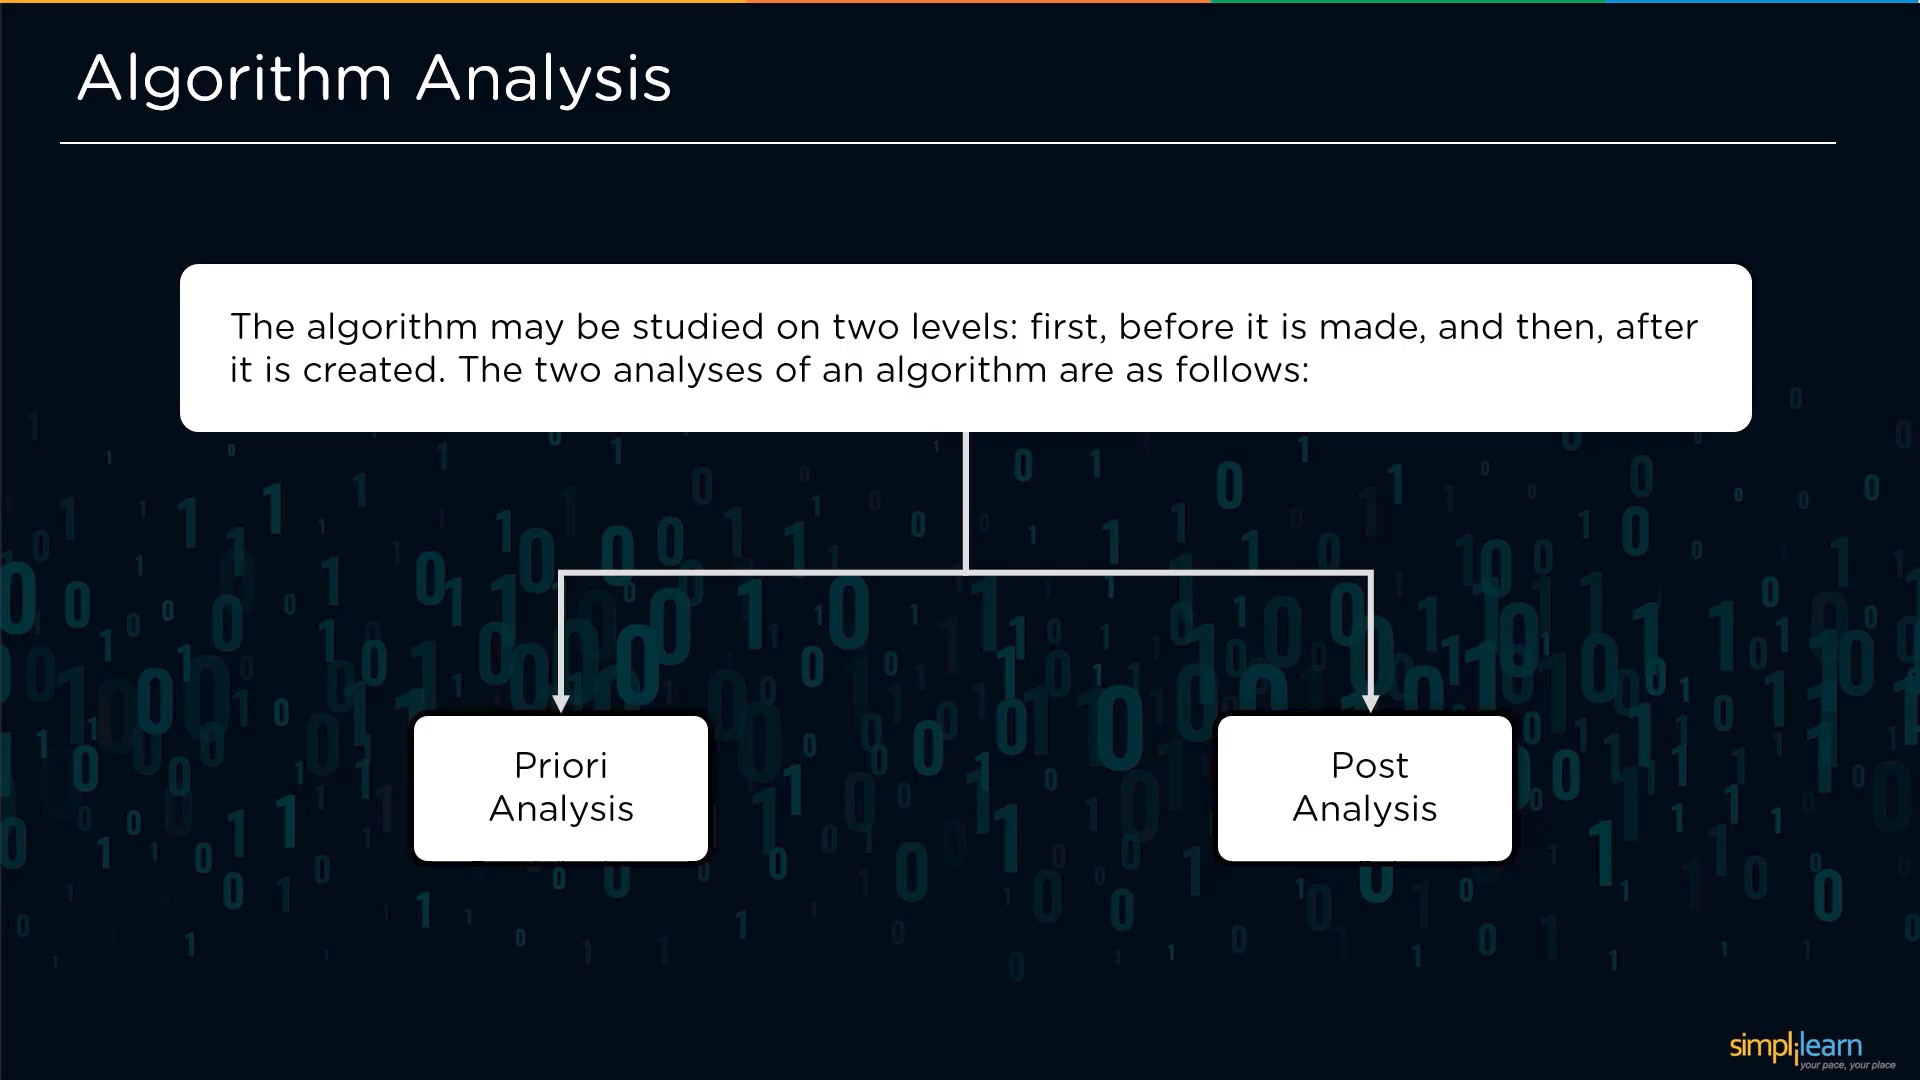 Algorithm Analysis
The algorithm may be studied on two levels: first, before it is made, and then, after
it is created. The two analyses of an algorithm are as follows:
Priori
Analysis
Post
Analysis
simplilearn
your pace, your place